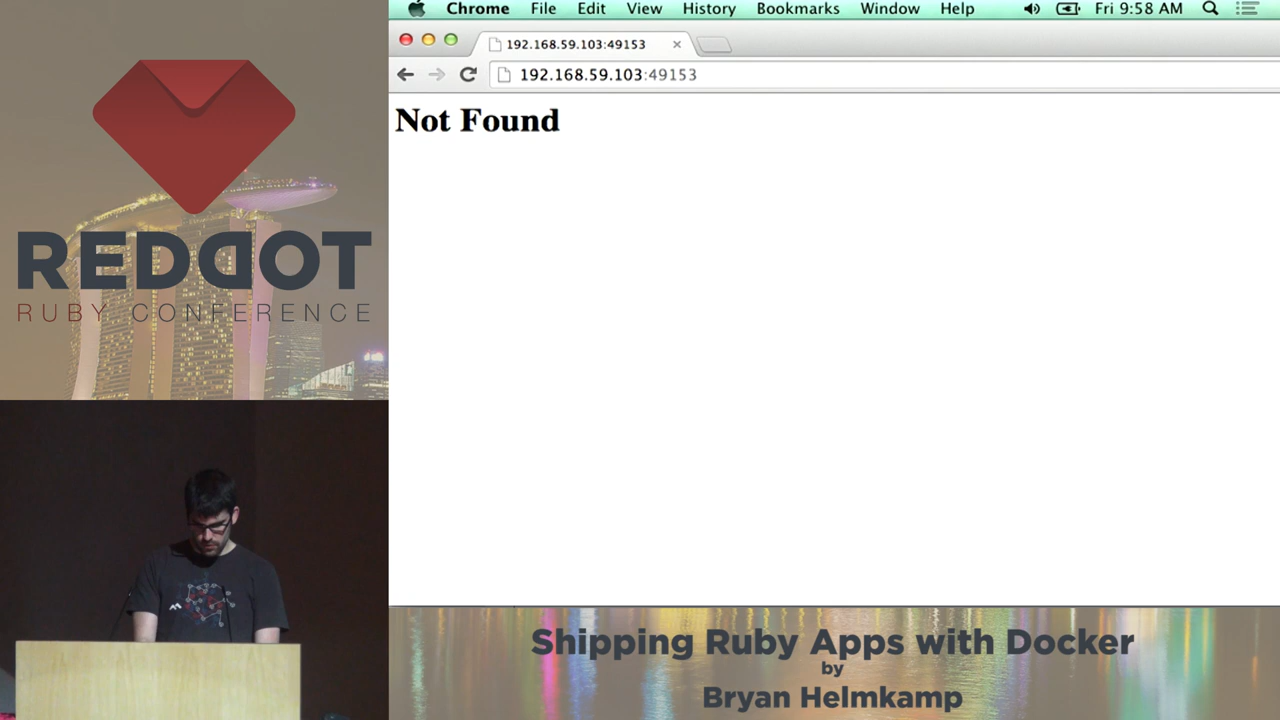 REDDOT
RUBY CONFERENCE
Chrome File Edit View History Bookmarks Window Help Fri 9:58 AM
192.168.59.103:49153
192.168.59.103:49153
Not Found
Shipping Ruby Apps with Docker
by
Bryan Helmkamp